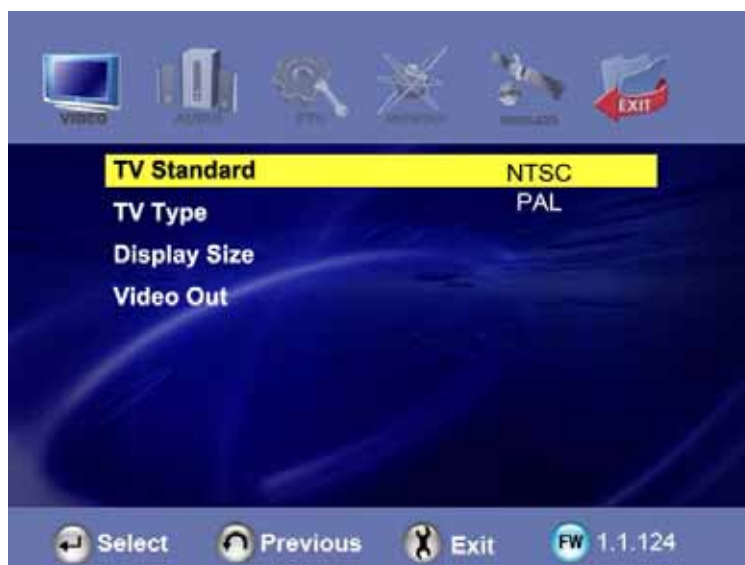 VIDEO AUDIO EXIT
TV Standard NTSC
TV Type PAL
Display Size
Video Out
Select Previous Exit FW 1.1.124